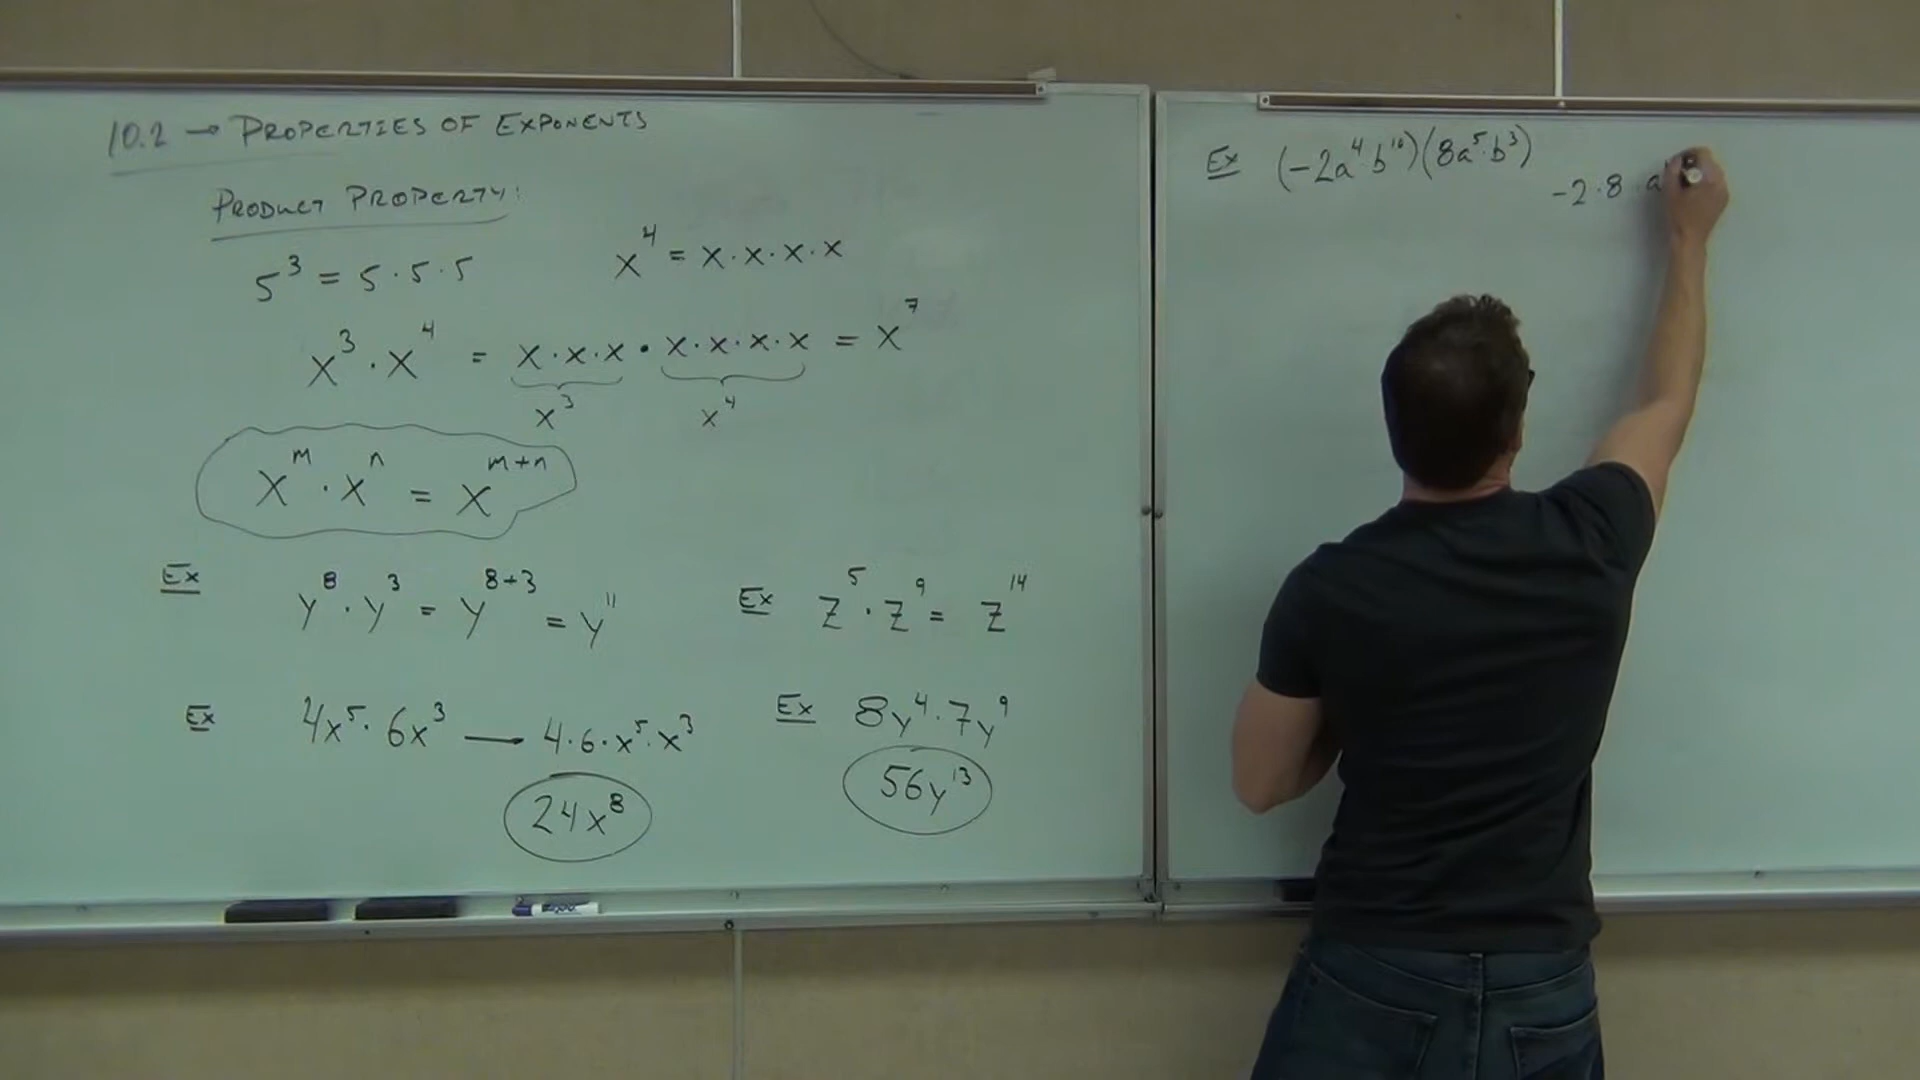 10.2 → PROPERTIES OF EXPONENTS
PRODUCT PROPERTY:
5³ = 5·5·5
x⁴ = x·x·x·x
x³·x⁴ = x·x·x · x·x·x·x = x⁷
x³ x⁴
xᵐ·xⁿ = xᵐ⁺ⁿ
Ex y⁸·y³ = y⁸⁺³ = y¹¹
Ex z⁵·z⁹ = z¹⁴
Ex 4x⁵·6x³ — 4·6·x⁵·x³
24x⁸
Ex 8y⁴·7y⁹
56y¹³
Ex (-2a⁴·b¹⁰)(8a⁵·b³)
-2·8·a